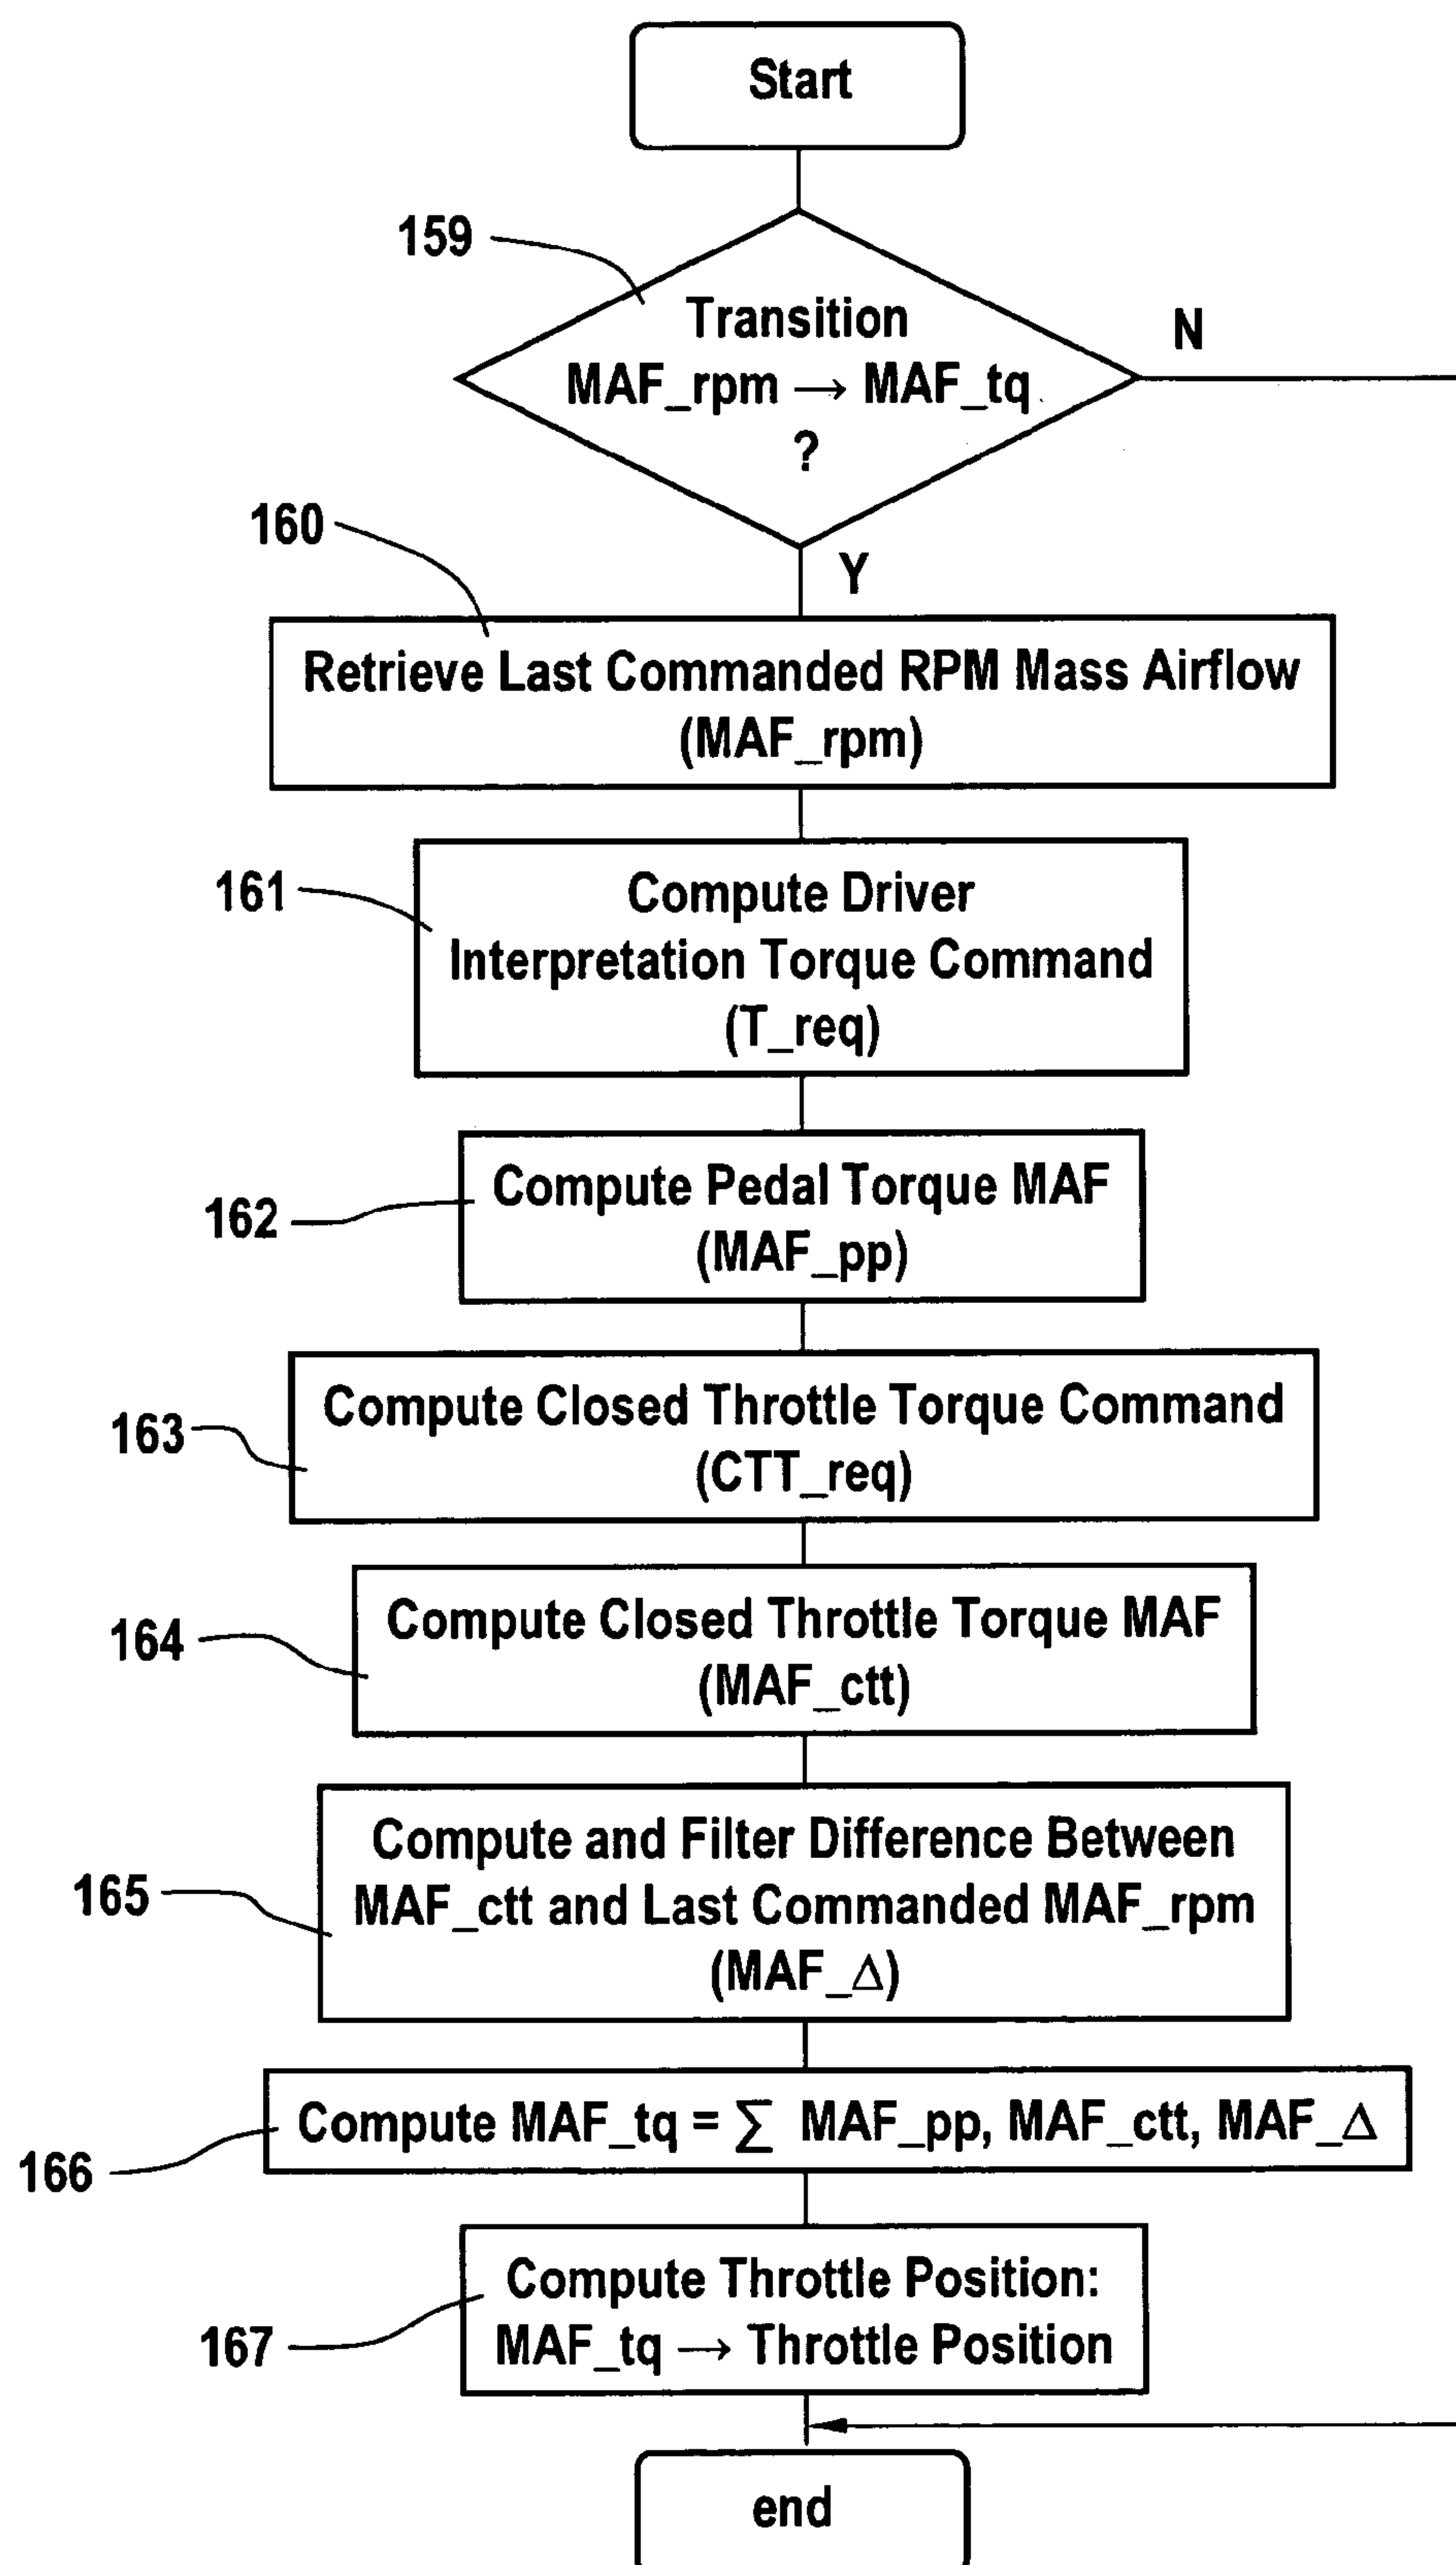 Start
159
Transition
MAF_rpm → MAF_tq
?
N
Y
160
Retrieve Last Commanded RPM Mass Airflow
(MAF_rpm)
161
Compute Driver
Interpretation Torque Command
(T_req)
162
Compute Pedal Torque MAF
(MAF_pp)
163
Compute Closed Throttle Torque Command
(CTT_req)
164
Compute Closed Throttle Torque MAF
(MAF_ctt)
165
Compute and Filter Difference Between
MAF_ctt and Last Commanded MAF_rpm
(MAF_Δ)
166
Compute MAF_tq = ∑ MAF_pp, MAF_ctt, MAF_Δ
167
Compute Throttle Position:
MAF_tq → Throttle Position
end